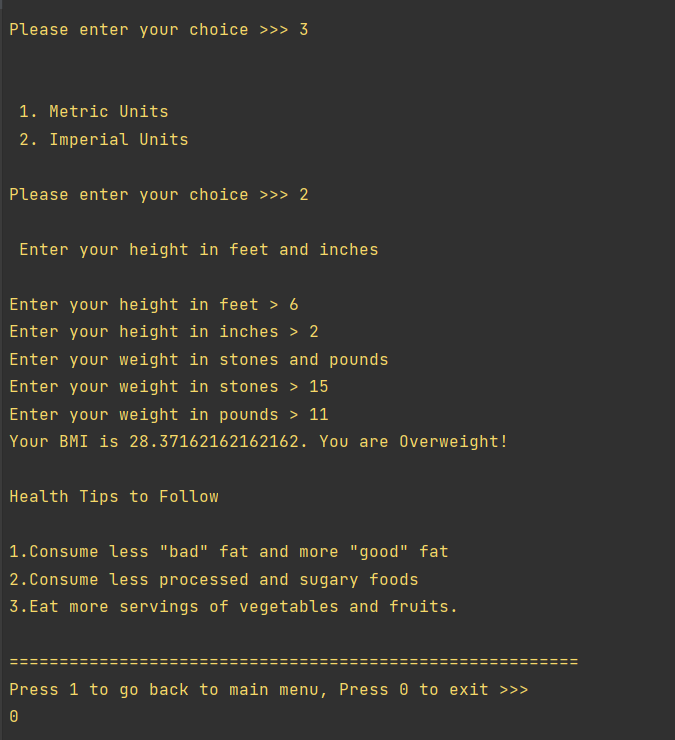 Please enter your choice >>> 3
1. Metric Units
2. Imperial Units
Please enter your choice >>> 2
Enter your height in feet and inches
Enter your height in feet > 6
Enter your height in inches > 2
Enter your weight in stones and pounds
Enter your weight in stones > 15
Enter your weight in pounds > 11
Your BMI is 28.37162162162162. You are Overweight!
Health Tips to Follow
1.Consume less "bad" fat and more "good" fat
2.Consume less processed and sugary foods
3.Eat more servings of vegetables and fruits.
=========================================================
Press 1 to go back to main menu, Press 0 to exit >>>
0